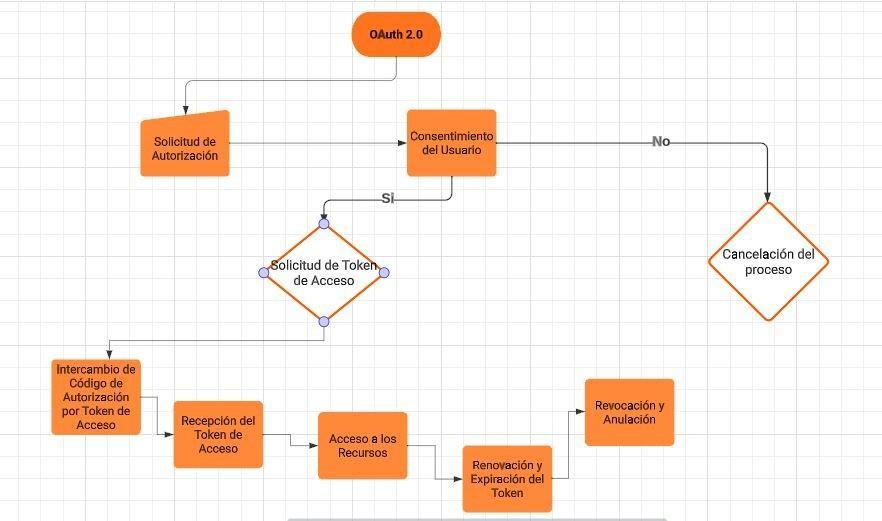 OAuth 2.0
Solicitud de
Autorización
Consentimiento
del Usuario
No
Si
Solicitud de Token
de Acceso
Cancelación del
proceso
Intercambio de
Código de
Autorización
por Token de
Acceso
Recepción del
Token de
Acceso
Acceso a los
Recursos
Renovación y
Expiración del
Token
Revocación y
Anulación